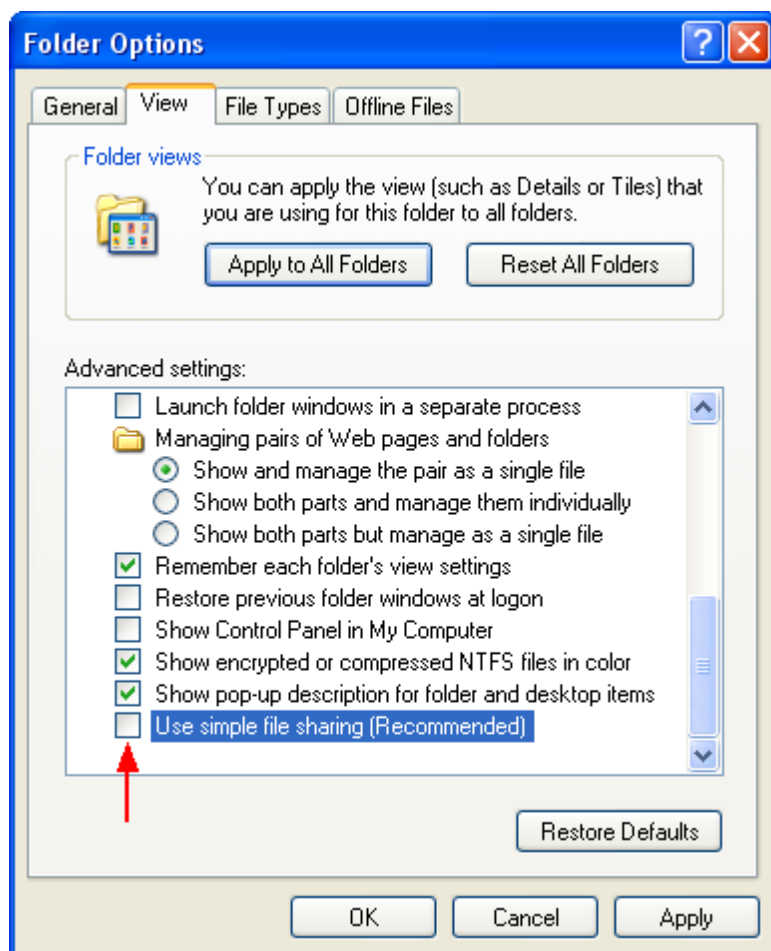 Folder Options
General View File Types Offline Files
Folder views
You can apply the view (such as Details or Tiles) that
you are using for this folder to all folders.
Apply to All Folders Reset All Folders
Advanced settings:
Launch folder windows in a separate process
Managing pairs of Web pages and folders
Show and manage the pair as a single file
Show both parts and manage them individually
Show both parts but manage as a single file
Remember each folder's view settings
Restore previous folder windows at logon
Show Control Panel in My Computer
Show encrypted or compressed NTFS files in color
Show pop-up description for folder and desktop items
Use simple file sharing (Recommended)
Restore Defaults
OK Cancel Apply